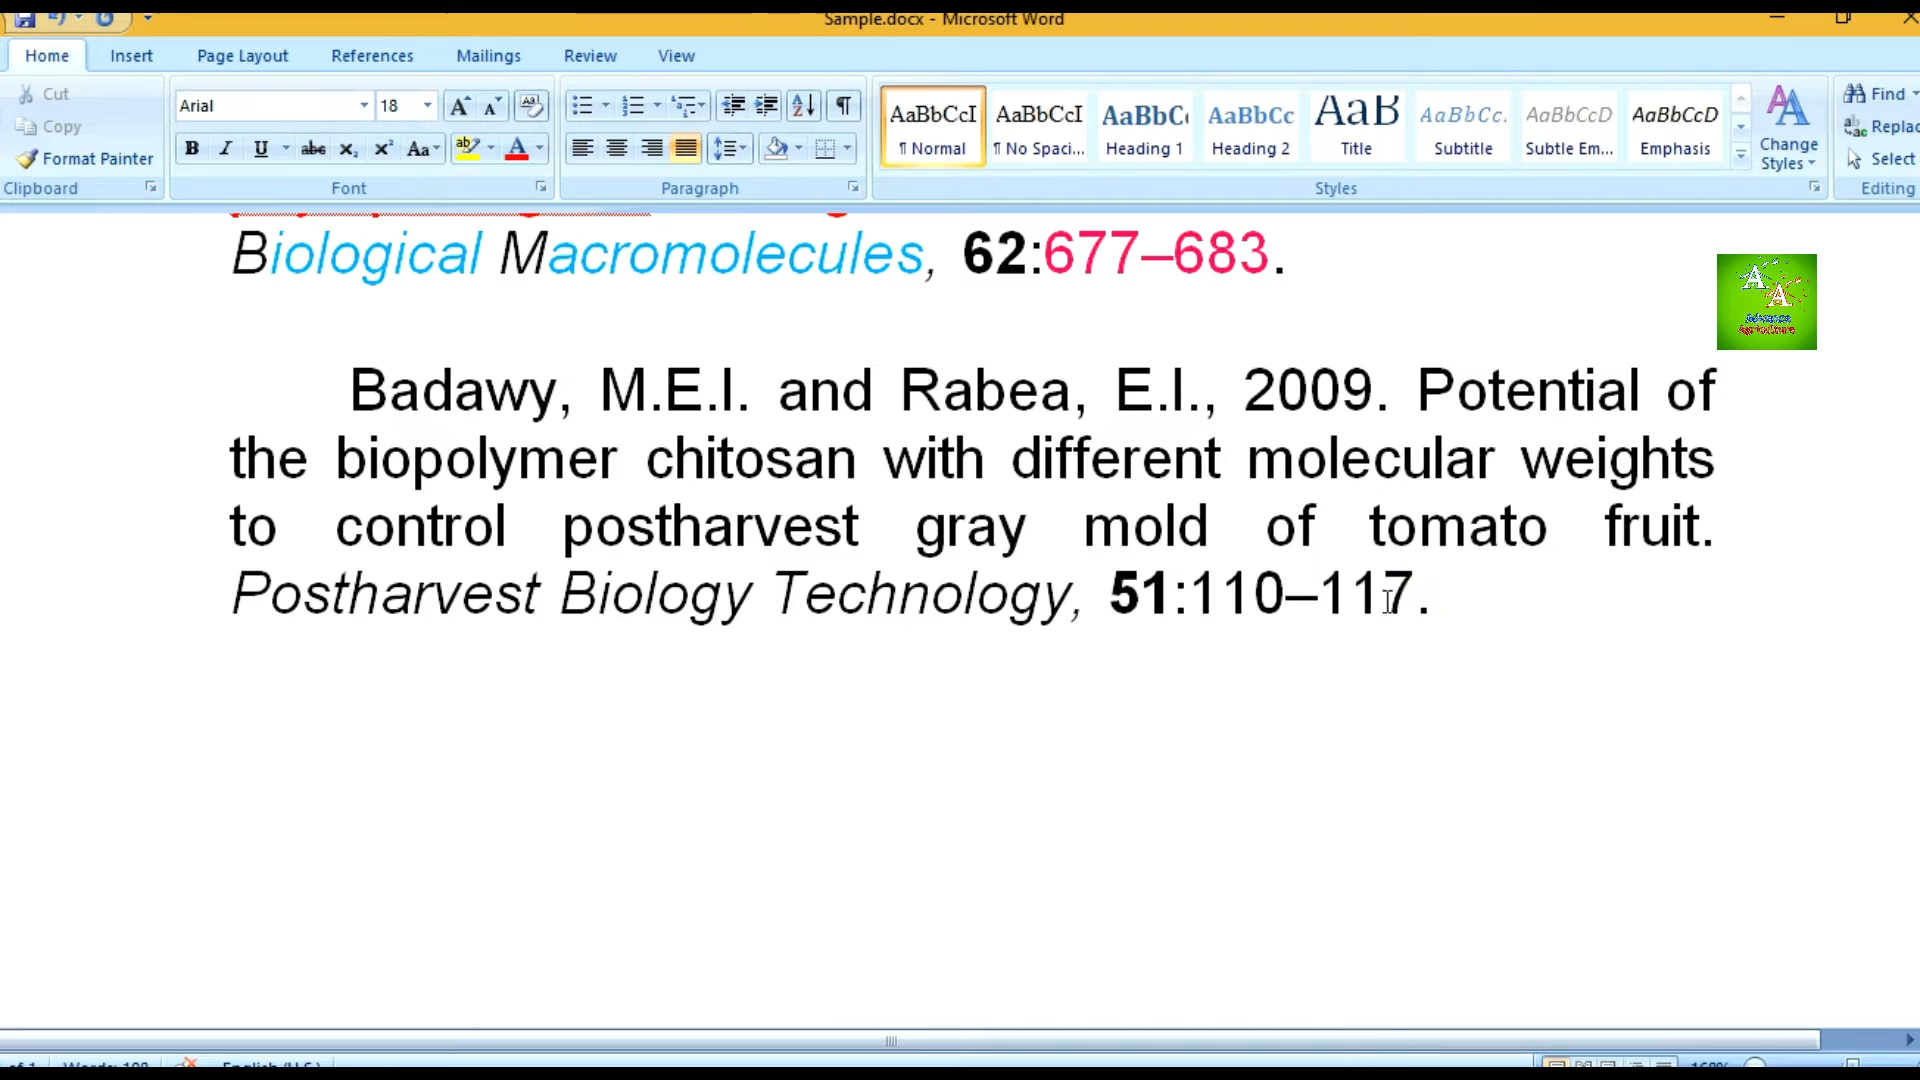 Sample.docx - Microsoft Word
Home Insert Page Layout References Mailings Review View
Cut
Copy
Format Painter
Clipboard
Arial 18
Font
Paragraph
AaBbCcI AaBbCcI AaBbC AaBbCc AaB AaBbCc. AaBbCcD AaBbCcD
¶ Normal ¶ No Spaci... Heading 1 Heading 2 Title Subtitle Subtle Em... Emphasis
Change
Styles
Styles
Find
Replac
Select
Editing
Biological Macromolecules, 62:677–683.
Advance
Agriculture
Badawy, M.E.I. and Rabea, E.I., 2009. Potential of
the biopolymer chitosan with different molecular weights
to control postharvest gray mold of tomato fruit.
Postharvest Biology Technology, 51:110–117.